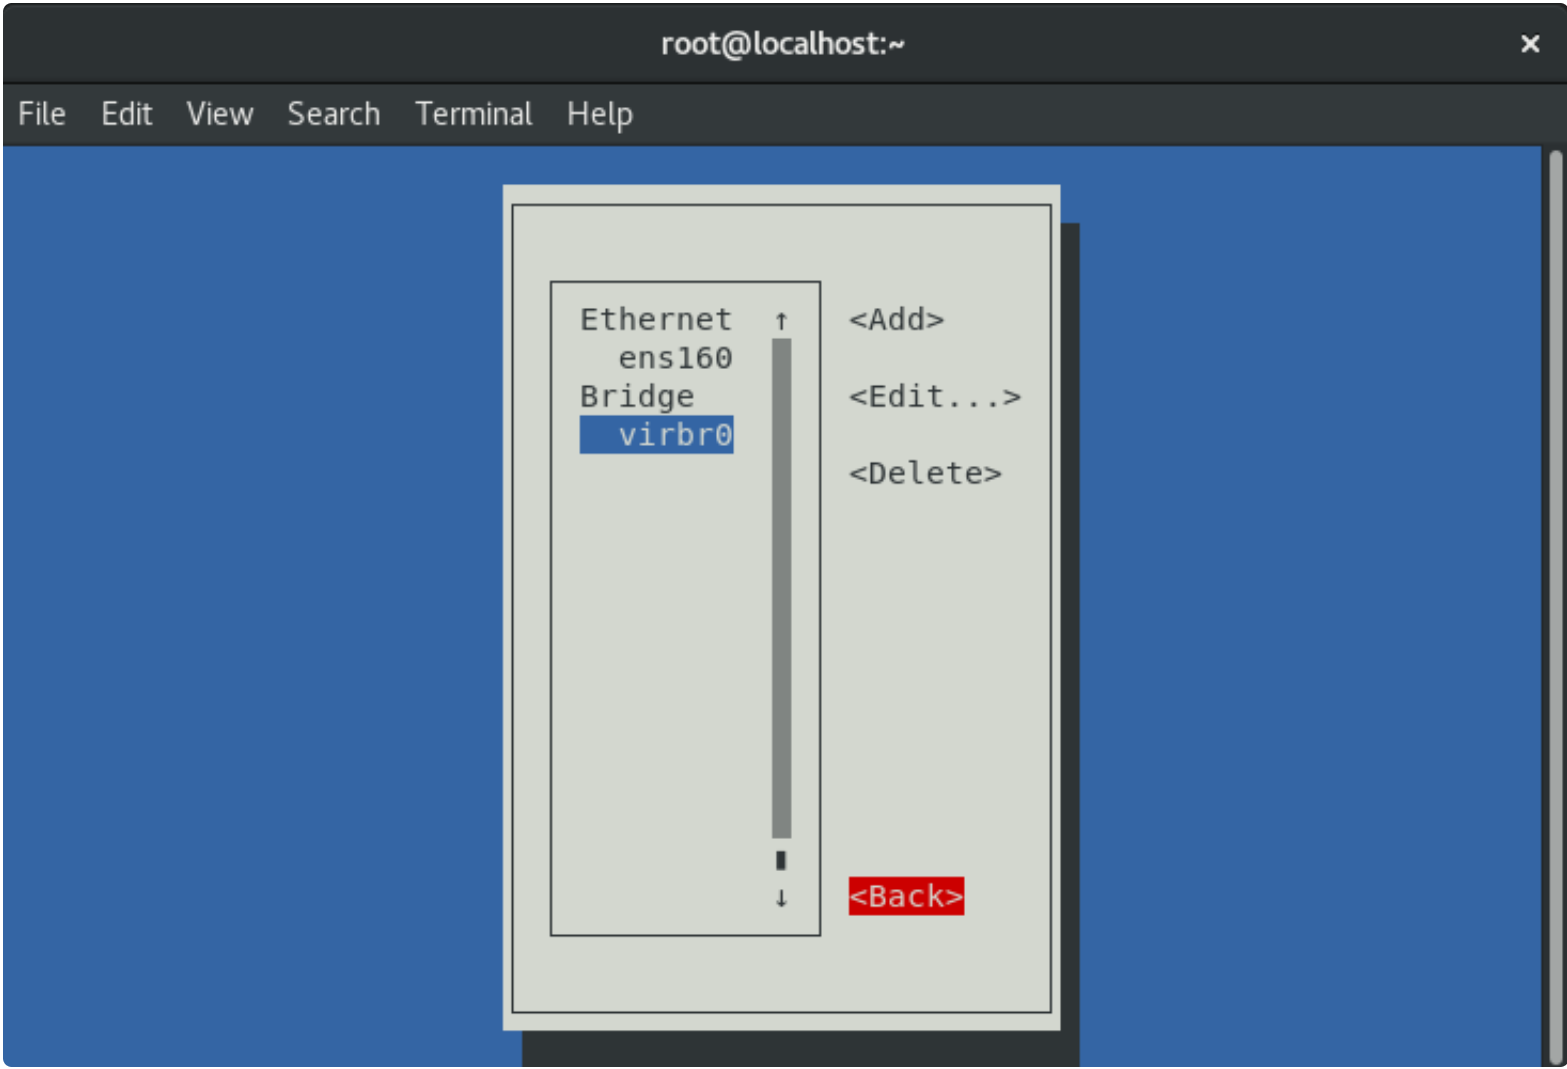 root@localhost:~ ×
File Edit View Search Terminal Help
Ethernet ↑ <Add>
ens160
Bridge <Edit...>
virbr0
<Delete>
↓ <Back>